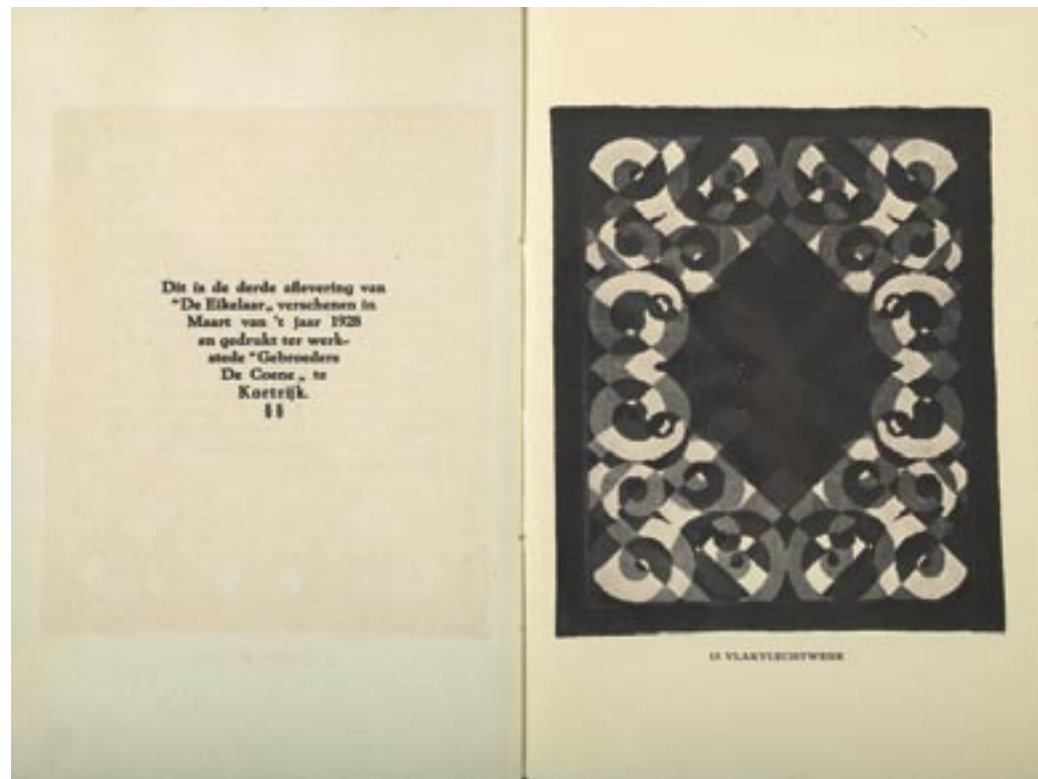 Dit is de derde aflevering van
“De Eikelaar„ verschenen in
Maart van 't jaar 1928
en gedrukt ter werk-
stede “Gebroeders
De Coene„ te
Kortrijk.
§ §
VLAKVLECHTWERK